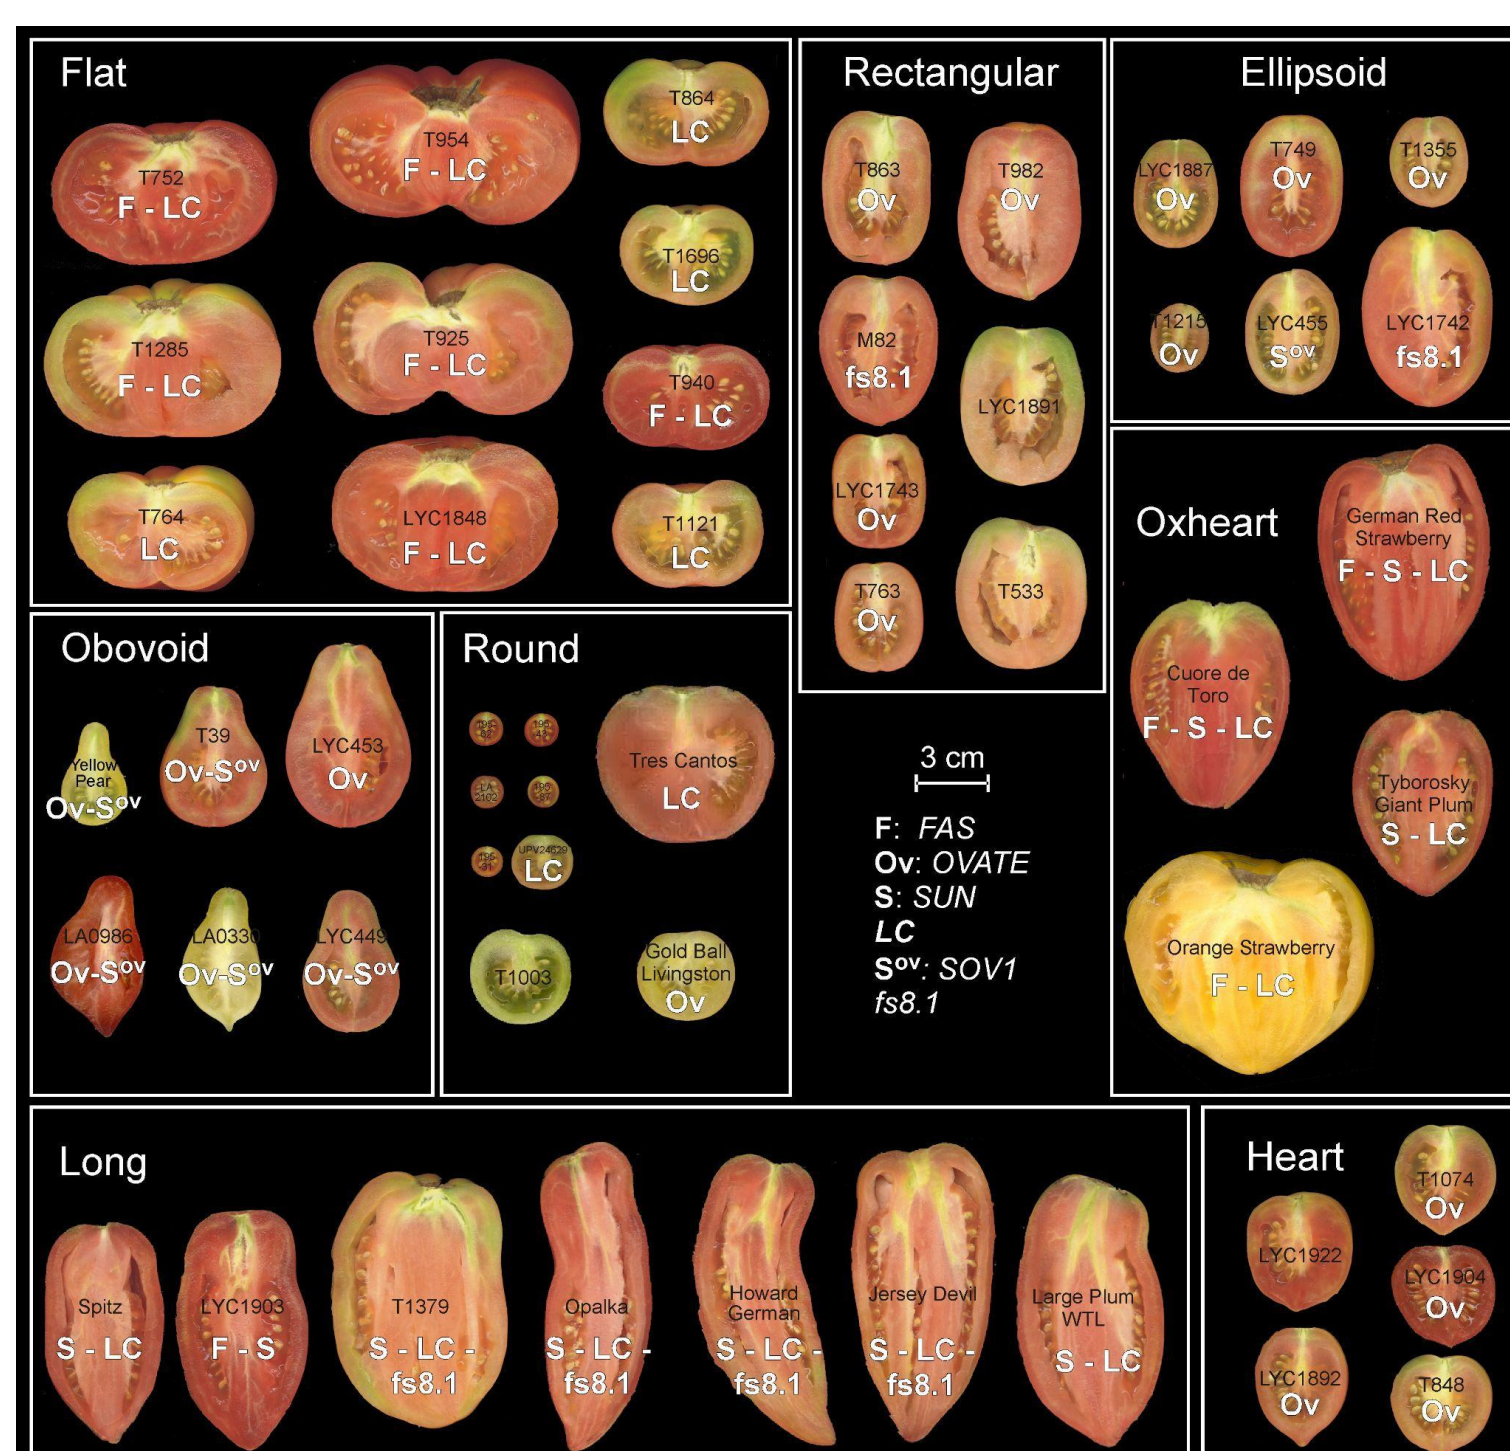 Flat
T752
F - LC
T954
F - LC
T864
LC
T1696
LC
T1285
F - LC
T925
F - LC
T940
F - LC
T764
LC
LYC1848
F - LC
T1121
LC
Rectangular
T863
Ov
T982
Ov
M82
fs8.1
LYC1891
LYC1743
Ov
T763
Ov
T533
Ellipsoid
LYC1887
Ov
T749
Ov
T1355
Ov
T1215
Ov
LYC455
Sov
LYC1742
fs8.1
Oxheart
German Red
Strawberry
F - S - LC
Cuore de
Toro
F - S - LC
Tyborosky
Giant Plum
S - LC
Orange Strawberry
F - LC
Obovoid
Yellow
Pear
Ov-Sov
T39
Ov-Sov
LYC453
Ov
LA0986
Ov-Sov
LA0330
Ov-Sov
LYC449
Ov-Sov
Round
Tres Cantos
LC
LA
2102
UPV24629
LC
T1003
Gold Ball
Livingston
Ov
3 cm
F: FAS
Ov: OVATE
S: SUN
LC
Sov: SOV1
fs8.1
Long
Spitz
S - LC
LYC1903
F - S
T1379
S - LC -
fs8.1
Opalka
S - LC -
fs8.1
Howard
German
S - LC -
fs8.1
Jersey Devil
S - LC -
fs8.1
Large Plum
WTL
S - LC
Heart
T1074
Ov
LYC1922
LYC1904
Ov
LYC1892
Ov
T848
Ov